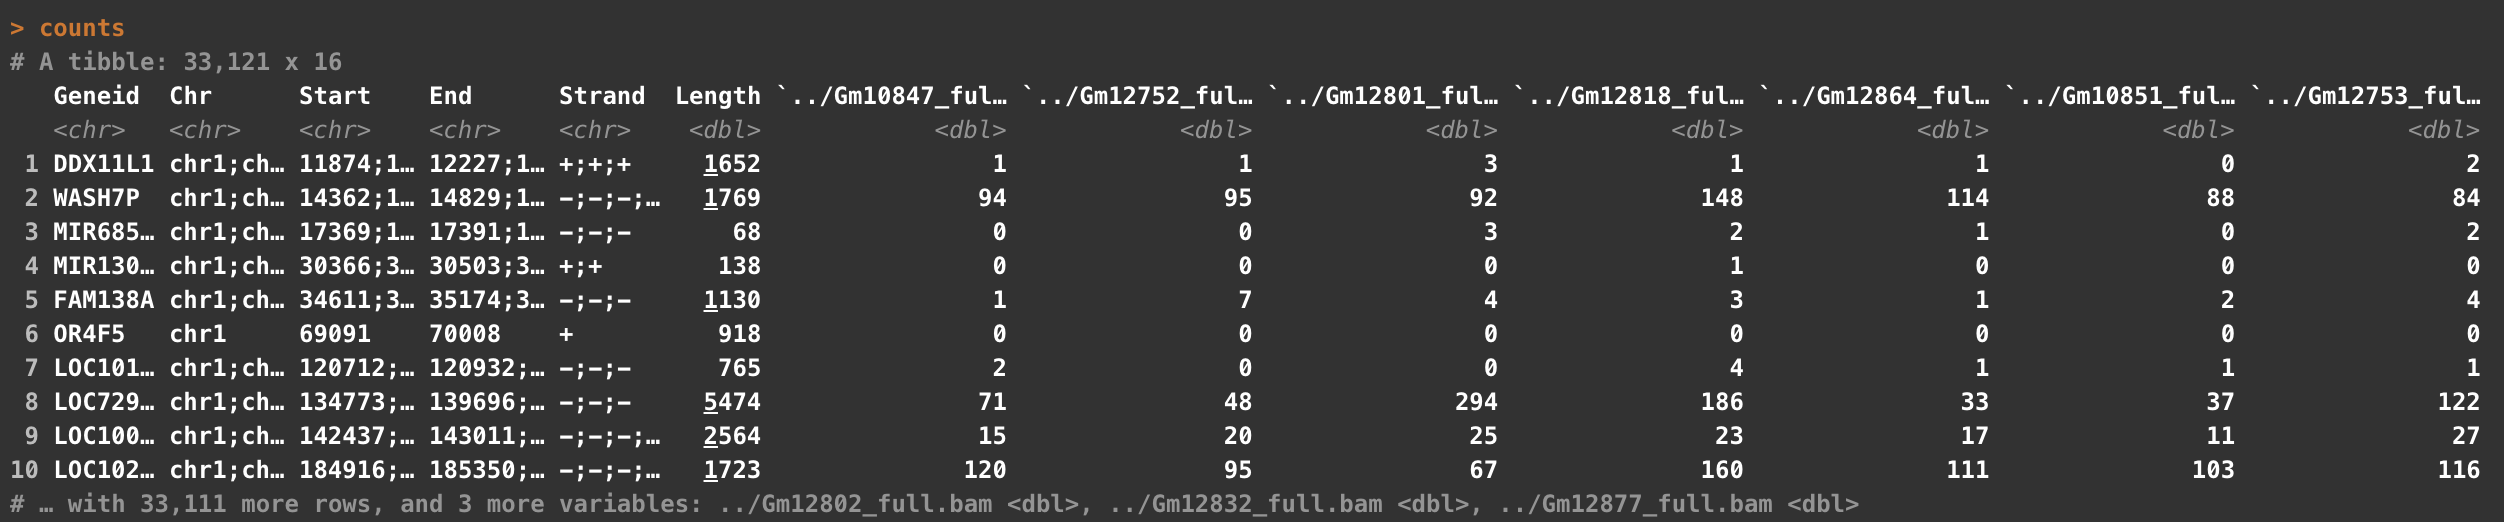 > counts
# A tibble: 33,121 x 16
Geneid Chr Start End Strand Length `../Gm10847_ful… `../Gm12752_ful… `../Gm12801_ful… `../Gm12818_ful… `../Gm12864_ful… `../Gm10851_ful… `../Gm12753_ful…
<chr> <chr> <chr> <chr> <chr> <dbl> <dbl> <dbl> <dbl> <dbl> <dbl> <dbl> <dbl>
1 DDX11L1 chr1;ch… 11874;1… 12227;1… +;+;+ 1652 1 1 3 1 1 0 2
2 WASH7P chr1;ch… 14362;1… 14829;1… -;-;-;… 1769 94 95 92 148 114 88 84
3 MIR685… chr1;ch… 17369;1… 17391;1… -;-;- 68 0 0 3 2 1 0 2
4 MIR130… chr1;ch… 30366;3… 30503;3… +;+ 138 0 0 0 1 0 0 0
5 FAM138A chr1;ch… 34611;3… 35174;3… -;-;- 1130 1 7 4 3 1 2 4
6 OR4F5 chr1 69091 70008 + 918 0 0 0 0 0 0 0
7 LOC101… chr1;ch… 120712;… 120932;… -;-;- 765 2 0 0 4 1 1 1
8 LOC729… chr1;ch… 134773;… 139696;… -;-;- 5474 71 48 294 186 33 37 122
9 LOC100… chr1;ch… 142437;… 143011;… -;-;-;… 2564 15 20 25 23 17 11 27
10 LOC102… chr1;ch… 184916;… 185350;… -;-;-;… 1723 120 95 67 160 111 103 116
# … with 33,111 more rows, and 3 more variables: ../Gm12802_full.bam <dbl>, ../Gm12832_full.bam <dbl>, ../Gm12877_full.bam <dbl>